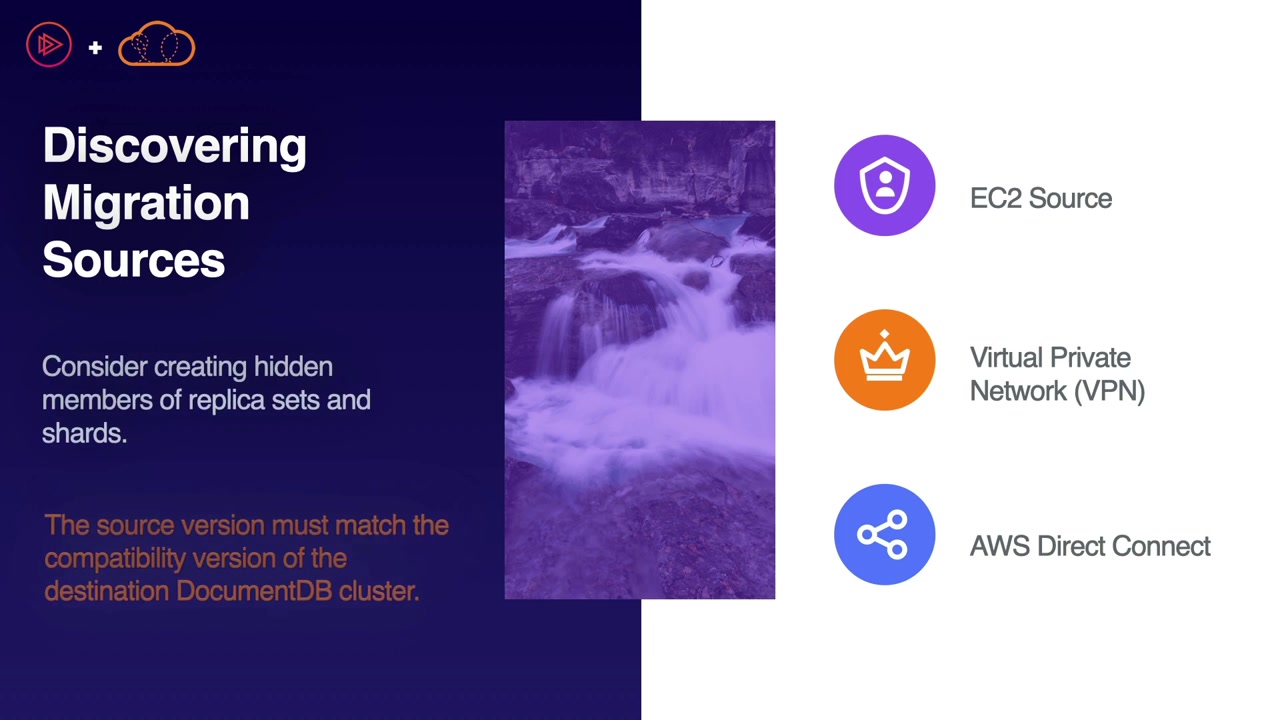 Discovering
Migration
Sources
Consider creating hidden
members of replica sets and
shards.
The source version must match the
compatibility version of the
destination DocumentDB cluster.
EC2 Source
Virtual Private
Network (VPN)
AWS Direct Connect